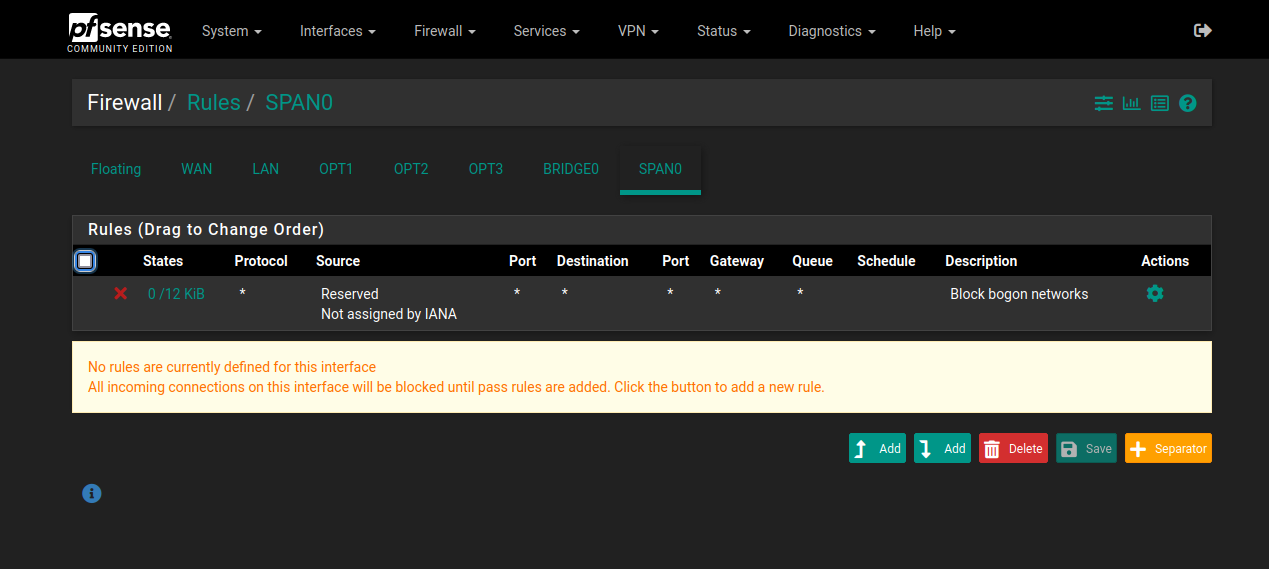 pfsense
COMMUNITY EDITION
System Interfaces Firewall Services VPN Status Diagnostics Help
Firewall / Rules / SPAN0
Floating WAN LAN OPT1 OPT2 OPT3 BRIDGE0 SPAN0
Rules (Drag to Change Order)
States Protocol Source Port Destination Port Gateway Queue Schedule Description Actions
0 /12 KiB * Reserved * * * * * Block bogon networks
Not assigned by IANA
No rules are currently defined for this interface
All incoming connections on this interface will be blocked until pass rules are added. Click the button to add a new rule.
Add Add Delete Save Separator